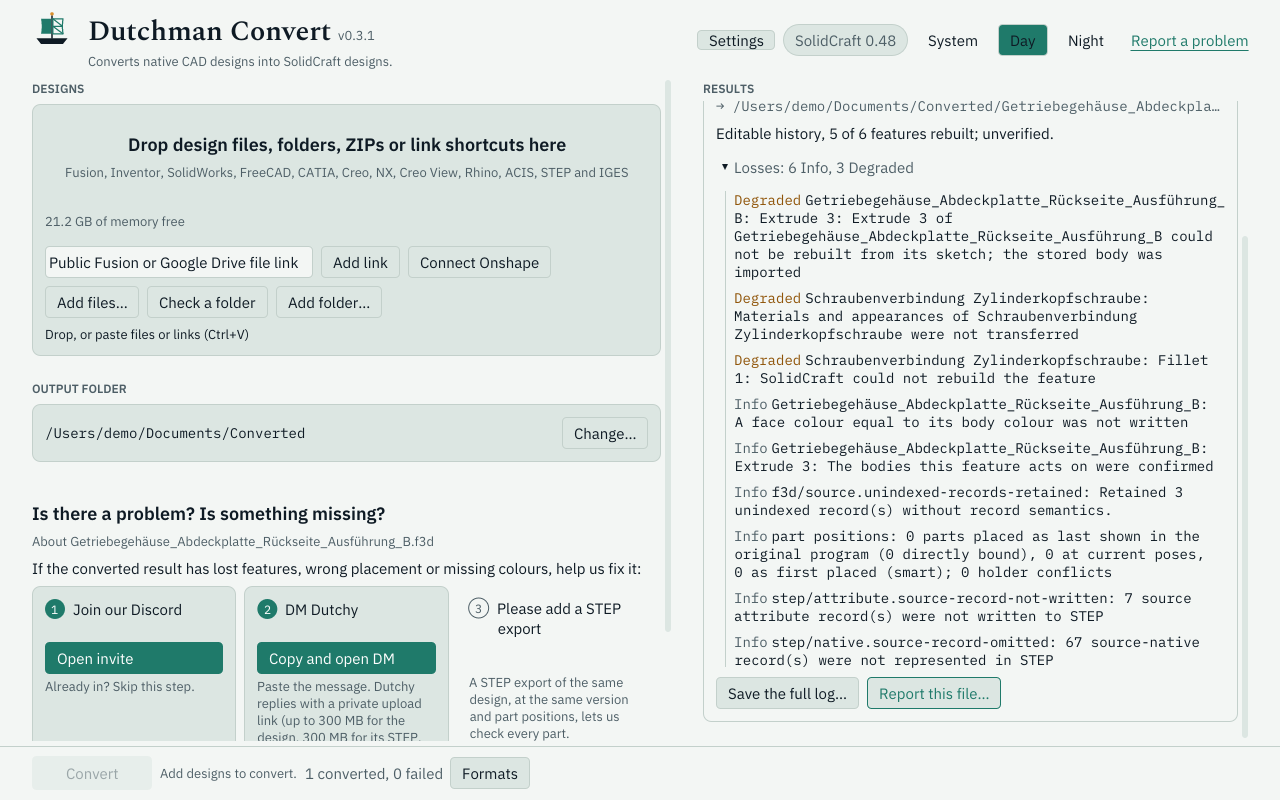 Dutchman Convert v0.3.1
Converts native CAD designs into SolidCraft designs.
Settings
SolidCraft 0.48
System
Day
Night
Report a problem
DESIGNS
Drop design files, folders, ZIPs or link shortcuts here
Fusion, Inventor, SolidWorks, FreeCAD, CATIA, Creo, NX, Creo View, Rhino, ACIS, STEP and IGES
21.2 GB of memory free
Public Fusion or Google Drive file link
Add link
Connect Onshape
Add files...
Check a folder
Add folder...
Drop, or paste files or links (Ctrl+V)
OUTPUT FOLDER
/Users/demo/Documents/Converted
Change...
Is there a problem? Is something missing?
About Getriebegehäuse_Abdeckplatte_Rückseite_Ausführung_B.f3d
If the converted result has lost features, wrong placement or missing colours, help us fix it:
1 Join our Discord
Open invite
Already in? Skip this step.
2 DM Dutchy
Copy and open DM
Paste the message. Dutchy
replies with a private upload
link (up to 300 MB for the
design, 300 MB for its STEP.
3 Please add a STEP
export
A STEP export of the same
design, at the same version
and part positions, lets us
check every part.
RESULTS
→ /Users/demo/Documents/Converted/Getriebegehäuse_Abdeckpla…
Editable history, 5 of 6 features rebuilt; unverified.
▾ Losses: 6 Info, 3 Degraded
Degraded Getriebegehäuse_Abdeckplatte_Rückseite_Ausführung_
B: Extrude 3: Extrude 3 of
Getriebegehäuse_Abdeckplatte_Rückseite_Ausführung_B could
not be rebuilt from its sketch; the stored body was
imported
Degraded Schraubenverbindung Zylinderkopfschraube:
Materials and appearances of Schraubenverbindung
Zylinderkopfschraube were not transferred
Degraded Schraubenverbindung Zylinderkopfschraube: Fillet
1: SolidCraft could not rebuild the feature
Info Getriebegehäuse_Abdeckplatte_Rückseite_Ausführung_B:
A face colour equal to its body colour was not written
Info Getriebegehäuse_Abdeckplatte_Rückseite_Ausführung_B:
Extrude 3: The bodies this feature acts on were confirmed
Info f3d/source.unindexed-records-retained: Retained 3
unindexed record(s) without record semantics.
Info part positions: 0 parts placed as last shown in the
original program (0 directly bound), 0 at current poses,
0 as first placed (smart); 0 holder conflicts
Info step/attribute.source-record-not-written: 7 source
attribute record(s) were not written to STEP
Info step/native.source-record-omitted: 67 source-native
record(s) were not represented in STEP
Save the full log...
Report this file...
Convert
Add designs to convert.
1 converted, 0 failed
Formats